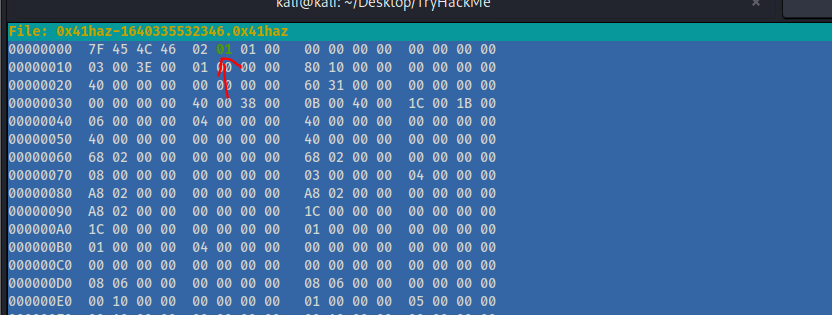 kali@kali: ~/Desktop/TryHackMe
File: 0x41haz-1640335532346.0x41haz
00000000 7F 45 4C 46 02 01 01 00 00 00 00 00 00 00 00 00
00000010 03 00 3E 00 01 00 00 00 80 10 00 00 00 00 00 00
00000020 40 00 00 00 00 00 00 00 60 31 00 00 00 00 00 00
00000030 00 00 00 00 40 00 38 00 0B 00 40 00 1C 00 1B 00
00000040 06 00 00 00 04 00 00 00 40 00 00 00 00 00 00 00
00000050 40 00 00 00 00 00 00 00 40 00 00 00 00 00 00 00
00000060 68 02 00 00 00 00 00 00 68 02 00 00 00 00 00 00
00000070 08 00 00 00 00 00 00 00 03 00 00 00 04 00 00 00
00000080 A8 02 00 00 00 00 00 00 A8 02 00 00 00 00 00 00
00000090 A8 02 00 00 00 00 00 00 1C 00 00 00 00 00 00 00
000000A0 1C 00 00 00 00 00 00 00 01 00 00 00 00 00 00 00
000000B0 01 00 00 00 04 00 00 00 00 00 00 00 00 00 00 00
000000C0 00 00 00 00 00 00 00 00 00 00 00 00 00 00 00 00
000000D0 08 06 00 00 00 00 00 00 08 06 00 00 00 00 00 00
000000E0 00 10 00 00 00 00 00 00 01 00 00 00 05 00 00 00